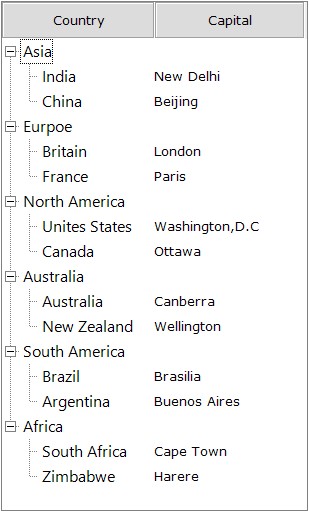 Country Capital
Asia
India New Delhi
China Beijing
Eurpoe
Britain London
France Paris
North America
Unites States Washington,D.C
Canada Ottawa
Australia
Australia Canberra
New Zealand Wellington
South America
Brazil Brasilia
Argentina Buenos Aires
Africa
South Africa Cape Town
Zimbabwe Harere